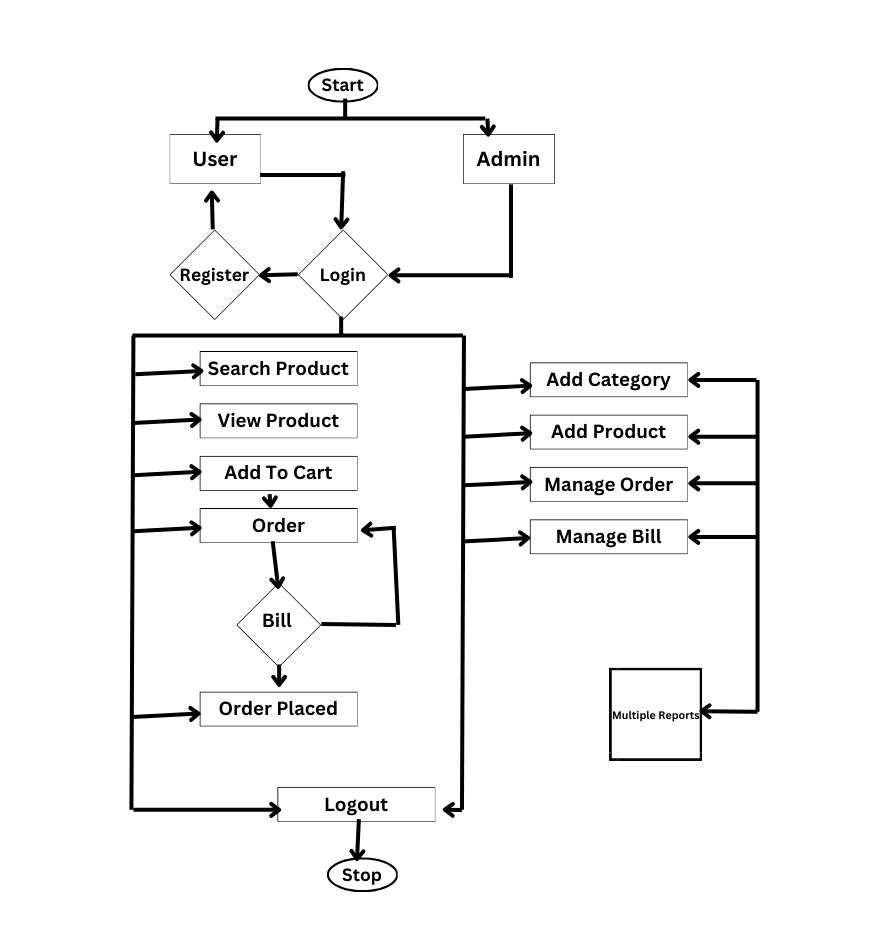 Start
User
Admin
Register
Login
Search Product
View Product
Add To Cart
Order
Bill
Order Placed
Add Category
Add Product
Manage Order
Manage Bill
Multiple Reports
Logout
Stop